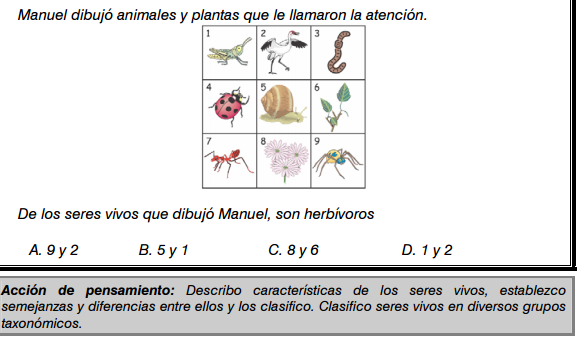 Manuel dibujó animales y plantas que le llamaron la atención.
1 2 3
4 5 6
7 8 9
De los seres vivos que dibujó Manuel, son herbívoros
A. 9 y 2 B. 5 y 1 C. 8 y 6 D. 1 y 2
Acción de pensamiento: Describo características de los seres vivos, establezco
semejanzas y diferencias entre ellos y los clasifico. Clasifico seres vivos en diversos grupos
taxonómicos.